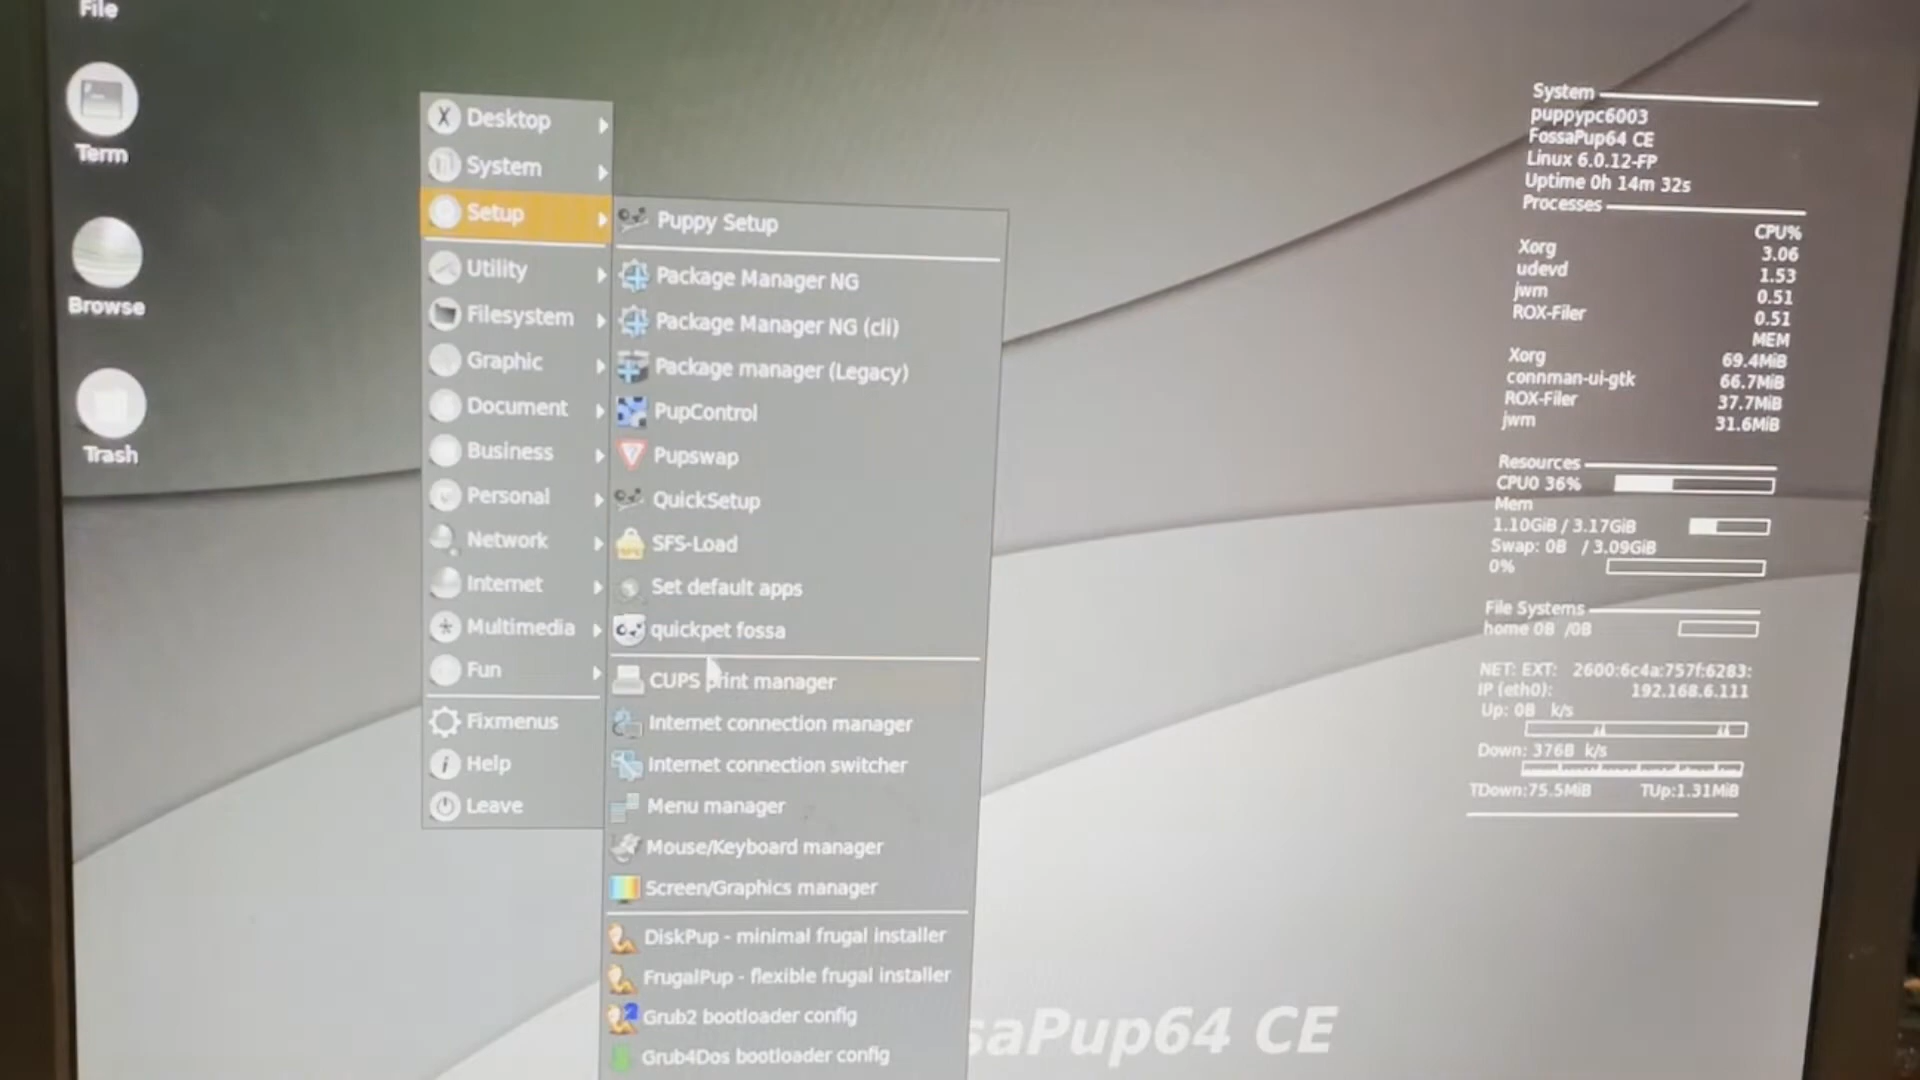 File
Term
Browse
Trash
Desktop
System
Setup
Utility
Filesystem
Graphic
Document
Business
Personal
Network
Internet
Multimedia
Fun
Fixmenus
Help
Leave
Puppy Setup
Package Manager NG
Package Manager NG (cli)
Package manager (Legacy)
PupControl
Pupswap
QuickSetup
SFS-Load
Set default apps
quickpet fossa
CUPS print manager
Internet connection manager
Internet connection switcher
Menu manager
Mouse/Keyboard manager
Screen/Graphics manager
DiskPup - minimal frugal installer
FrugalPup - flexible frugal installer
Grub2 bootloader config
Grub4Dos bootloader config
System
puppypc6003
FossaPup64 CE
Linux 6.0.12-FP
Uptime 0h 14m 32s
Processes
CPU%
Xorg 3.06
udevd 1.53
jwm 0.51
ROX-Filer 0.51
MEM
Xorg 69.4MiB
connman-ui-gtk 66.7MiB
ROX-Filer 37.7MiB
jwm 31.6MiB
Resources
CPU0 36%
Mem
1.10GiB / 3.17GiB
Swap: 0B / 3.09GiB
0%
File Systems
home 0B /0B
NET: EXT: 2600:6c4a:757f:6283:
IP (eth0): 192.168.6.111
Up: 0B k/s
Down: 376B k/s
TDown:75.5MiB TUp:1.31MiB
saPup64 CE